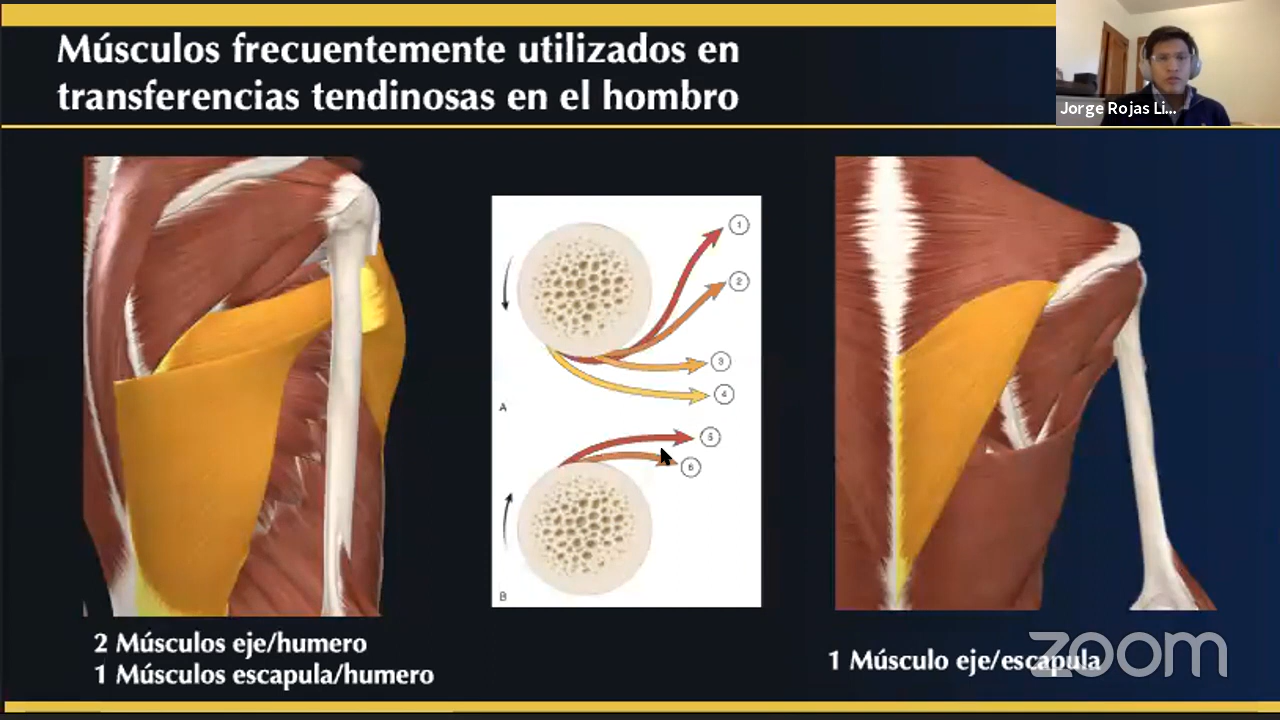 Músculos frecuentemente utilizados en
transferencias tendinosas en el hombro
Jorge Rojas Li...
1
2
3
4
A
5
6
B
2 Músculos eje/humero
1 Músculos escapula/humero
1 Músculo eje/escapula
zoom